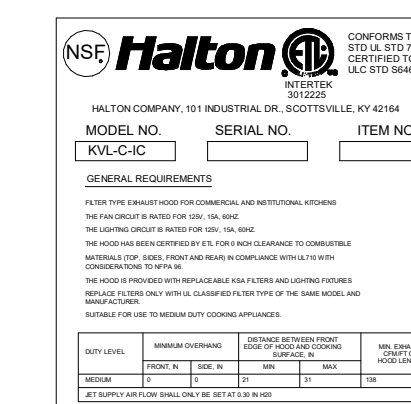 NSF
Halton
ETL
CONFORMS T
STD UL STD 7
CERTIFIED TO
ULC STD S646
INTERTEK
3012225
HALTON COMPANY, 101 INDUSTRIAL DR., SCOTTSVILLE, KY 42164
MODEL NO. SERIAL NO. ITEM NO
KVL-C-IC
GENERAL REQUIREMENTS
FILTER TYPE EXHAUST HOOD FOR COMMERCIAL AND INSTITUTIONAL KITCHENS
THE FAN CIRCUIT IS RATED FOR 125V, 15A, 60HZ.
THE LIGHTING CIRCUIT IS RATED FOR 125V, 15A, 60HZ.
THE HOOD HAS BEEN CERTIFIED BY ETL FOR 0 INCH CLEARANCE TO COMBUSTIBLE
MATERIALS (TOP, SIDES, FRONT AND REAR) IN COMPLIANCE WITH UL710 WITH
CONSIDERATIONS TO NFPA 96.
THE HOOD IS PROVIDED WITH REPLACEABLE KSA FILTERS AND LIGHTING FIXTURES
REPLACE FILTERS ONLY WITH UL CLASSIFIED FILTER TYPE OF THE SAME MODEL AND
MANUFACTURER.
SUITABLE FOR USE TO MEDIUM DUTY COOKING APPLIANCES.
DUTY LEVEL
MINIMUM OVERHANG
DISTANCE BETWEEN FRONT
EDGE OF HOOD AND COOKING
SURFACE, IN
MIN. EXHA
CFM/FT O
HOOD LEN
FRONT, IN SIDE, IN MIN MAX
MEDIUM 0 0 21 31 138
JET SUPPLY AIR FLOW SHALL ONLY BE SET AT 0.30 IN H20